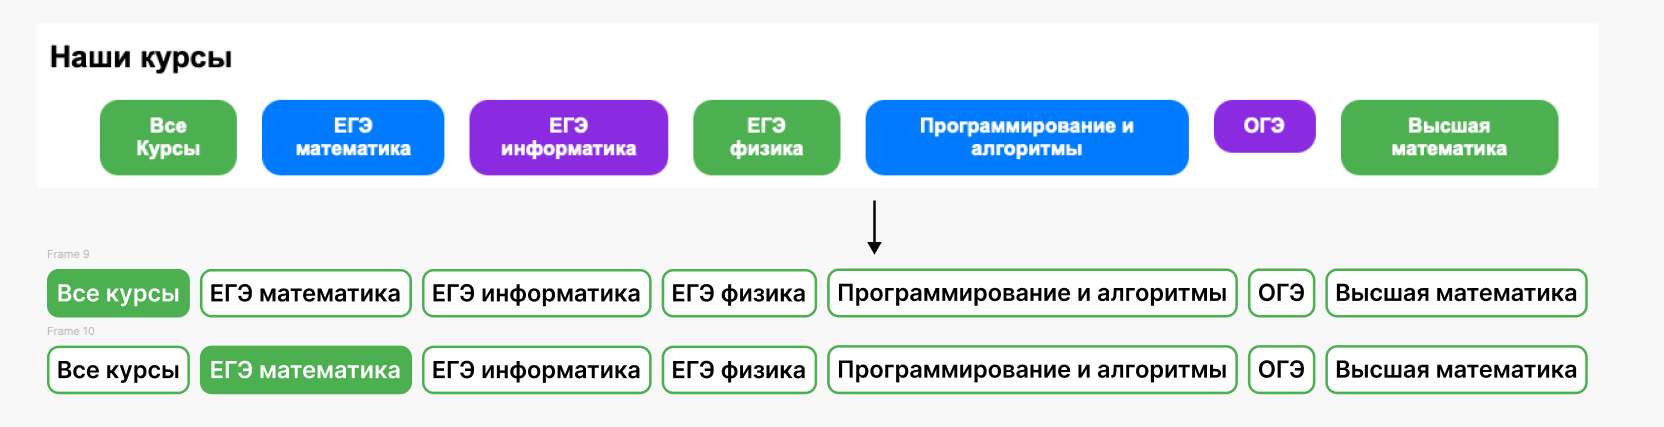 Наши курсы
Все
Курсы
ЕГЭ
математика
ЕГЭ
информатика
ЕГЭ
физика
Программирование и
алгоритмы
ОГЭ
Высшая
математика
Frame 9
Все курсы
ЕГЭ математика
ЕГЭ информатика
ЕГЭ физика
Программирование и алгоритмы
ОГЭ
Высшая математика
Frame 10
Все курсы
ЕГЭ математика
ЕГЭ информатика
ЕГЭ физика
Программирование и алгоритмы
ОГЭ
Высшая математика